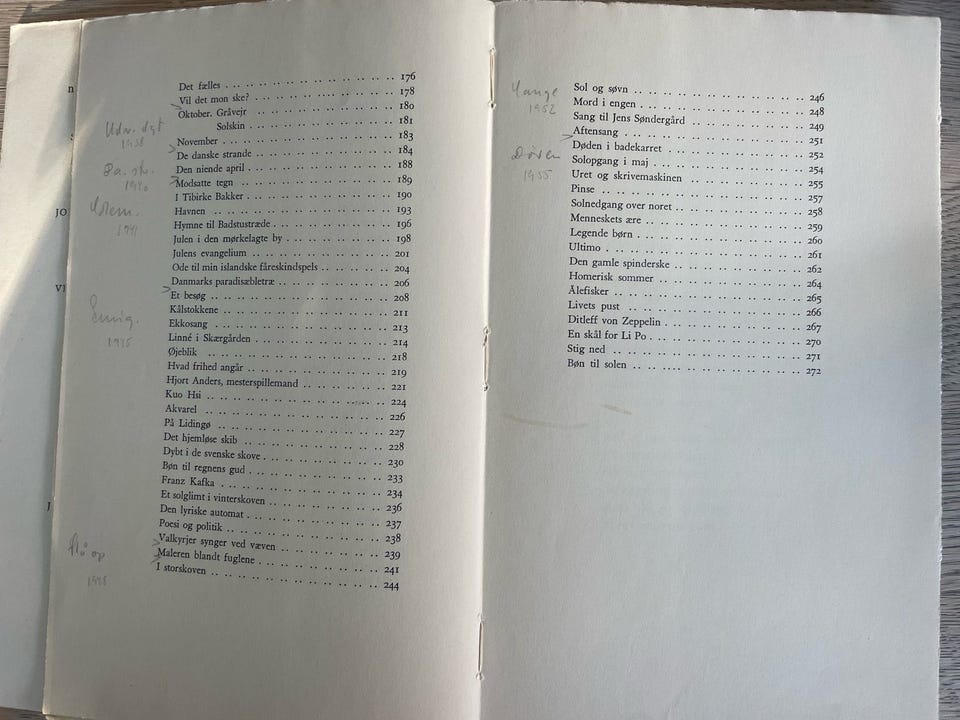 Det fælles .. .. .. .. .. .. .. .. .. .. 176
Vil det mon ske? .. .. .. .. .. .. .. .. 178
Oktober. Gråvejr .. .. .. .. .. .. .. .. 180
Solskin .. .. .. .. .. .. .. .. 181
November .. .. .. .. .. .. .. .. .. 183
De danske strande .. .. .. .. .. .. .. .. 184
Den niende april .. .. .. .. .. .. .. .. 188
Modsatte tegn .. .. .. .. .. .. .. .. 189
I Tibirke Bakker .. .. .. .. .. .. .. .. 190
Havnen .. .. .. .. .. .. .. .. .. 193
Hymne til Badstustræde .. .. .. .. .. .. .. 196
Julen i den mørkelagte by .. .. .. .. .. .. 198
Julens evangelium .. .. .. .. .. .. .. .. 201
Ode til min islandske fåreskindspels .. .. .. .. 204
Danmarks paradisæbletræ .. .. .. .. .. .. 206
Et besøg .. .. .. .. .. .. .. .. .. 208
Kålstokkene .. .. .. .. .. .. .. .. .. 211
Ekkosang .. .. .. .. .. .. .. .. .. 213
Linné i Skærgården .. .. .. .. .. .. .. 214
Øjeblik .. .. .. .. .. .. .. .. .. 218
Hvad frihed angår .. .. .. .. .. .. .. .. 219
Hjort Anders, mesterspillemand .. .. .. .. .. 221
Kuo Hsi .. .. .. .. .. .. .. .. .. 224
Akvarel .. .. .. .. .. .. .. .. .. 226
På Lidingø .. .. .. .. .. .. .. .. .. 227
Det hjemløse skib .. .. .. .. .. .. .. .. 228
Dybt i de svenske skove .. .. .. .. .. .. .. 230
Bøn til regnens gud .. .. .. .. .. .. .. 233
Franz Kafka .. .. .. .. .. .. .. .. .. 234
Et solglimt i vinterskoven .. .. .. .. .. .. 236
Den lyriske automat .. .. .. .. .. .. .. 237
Poesi og politik .. .. .. .. .. .. .. .. 238
Valkyrjer synger ved væven .. .. .. .. .. .. 239
Maleren blandt fuglene .. .. .. .. .. .. .. 241
I storskoven .. .. .. .. .. .. .. .. .. 244
1938
1940
1941
Emig.
1945
1948
Sol og søvn .. .. .. .. .. .. .. .. .. 246
Mord i engen .. .. .. .. .. .. .. .. .. 248
Sang til Jens Søndergård .. .. .. .. .. .. 249
Aftensang .. .. .. .. .. .. .. .. .. 251
Døden i badekarret .. .. .. .. .. .. .. .. 252
Solopgang i maj .. .. .. .. .. .. .. .. 254
Uret og skrivemaskinen .. .. .. .. .. .. .. 255
Pinse .. .. .. .. .. .. .. .. .. .. 257
Solnedgang over noret .. .. .. .. .. .. .. 258
Menneskets ære .. .. .. .. .. .. .. .. 259
Legende børn .. .. .. .. .. .. .. .. .. 260
Ultimo .. .. .. .. .. .. .. .. .. .. 261
Den gamle spinderske .. .. .. .. .. .. .. 262
Homerisk sommer .. .. .. .. .. .. .. .. 264
Ålefisker .. .. .. .. .. .. .. .. .. 265
Livets pust .. .. .. .. .. .. .. .. .. 266
Ditleff von Zeppelin .. .. .. .. .. .. .. 267
En skål for Li Po .. .. .. .. .. .. .. .. 270
Stig ned .. .. .. .. .. .. .. .. .. 271
Bøn til solen .. .. .. .. .. .. .. .. 272
1952
Døren
1955